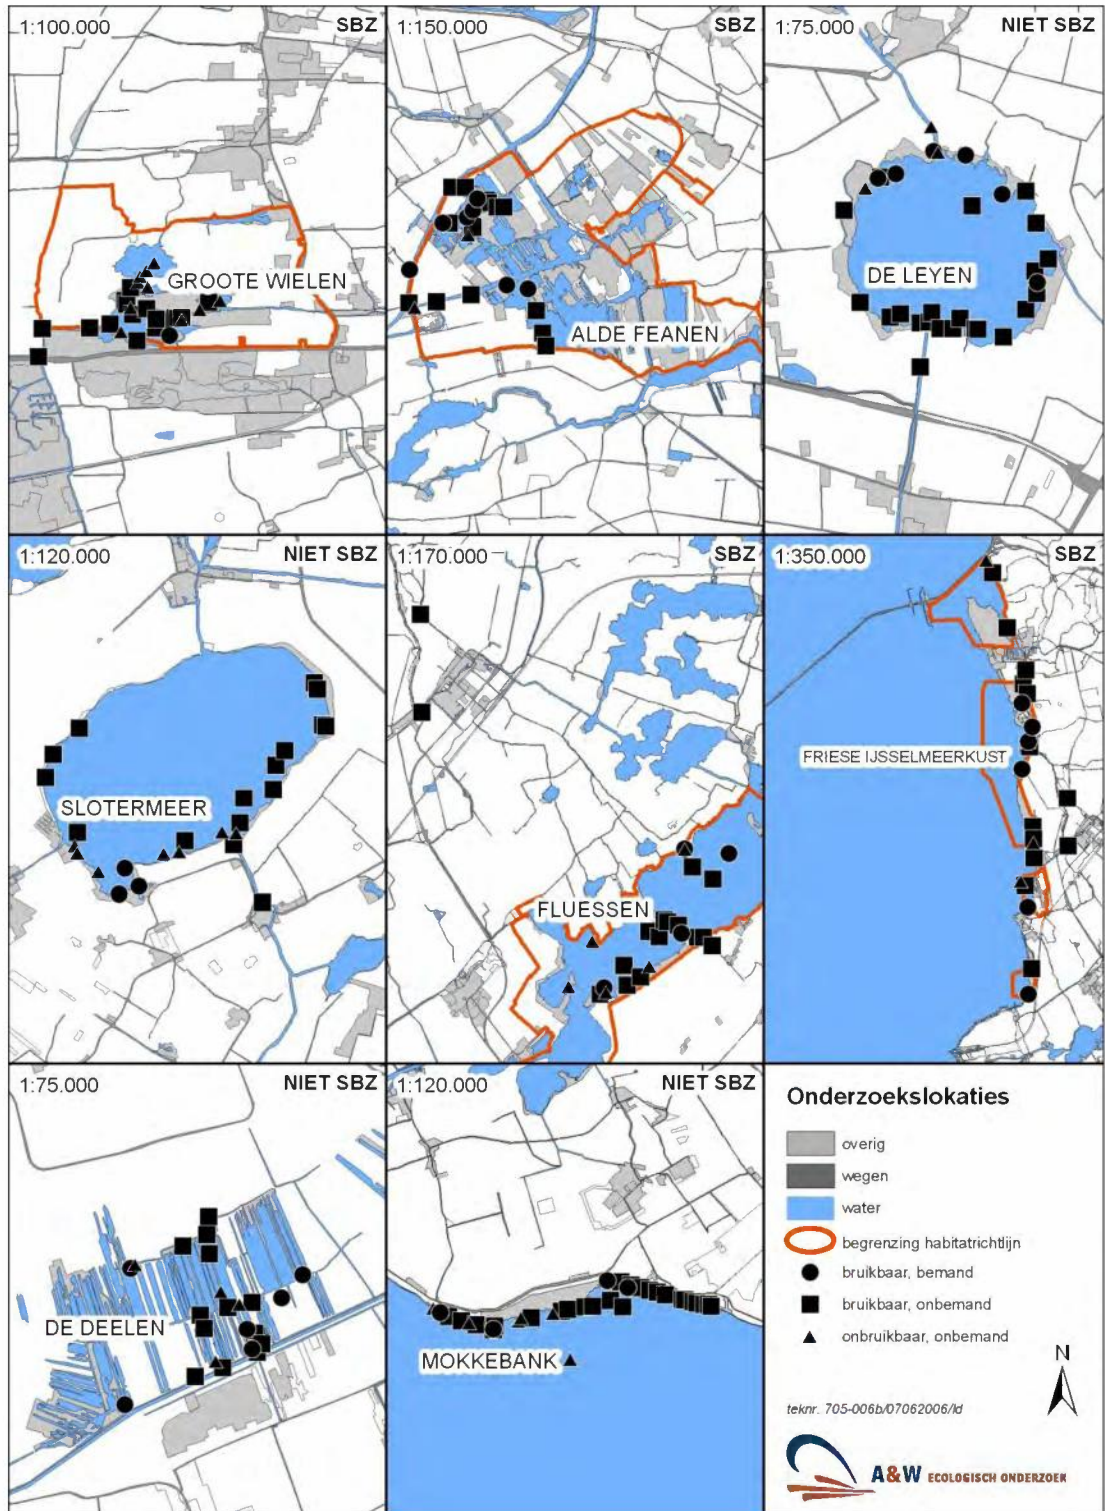 1:100.000
SBZ
GROOTE WIELEN
1:150.000
SBZ
ALDE FEANEN
1:75.000
NIET SBZ
DE LEYEN
1:120.000
NIET SBZ
SLOTERMEER
1:170.000
SBZ
FLUESSEN
1:350.000
SBZ
FRIESE IJSSELMEERKUST
1:75.000
NIET SBZ
DE DEELEN
1:120.000
NIET SBZ
MOKKEBANK
Onderzoekslokaties
overig
wegen
water
begrenzing habitatrichtlijn
bruikbaar, bemand
bruikbaar, onbemand
onbruikbaar, onbemand
N
teknr. 705-006b/07062006/ld
A&W ECOLOGISCH ONDERZOEK